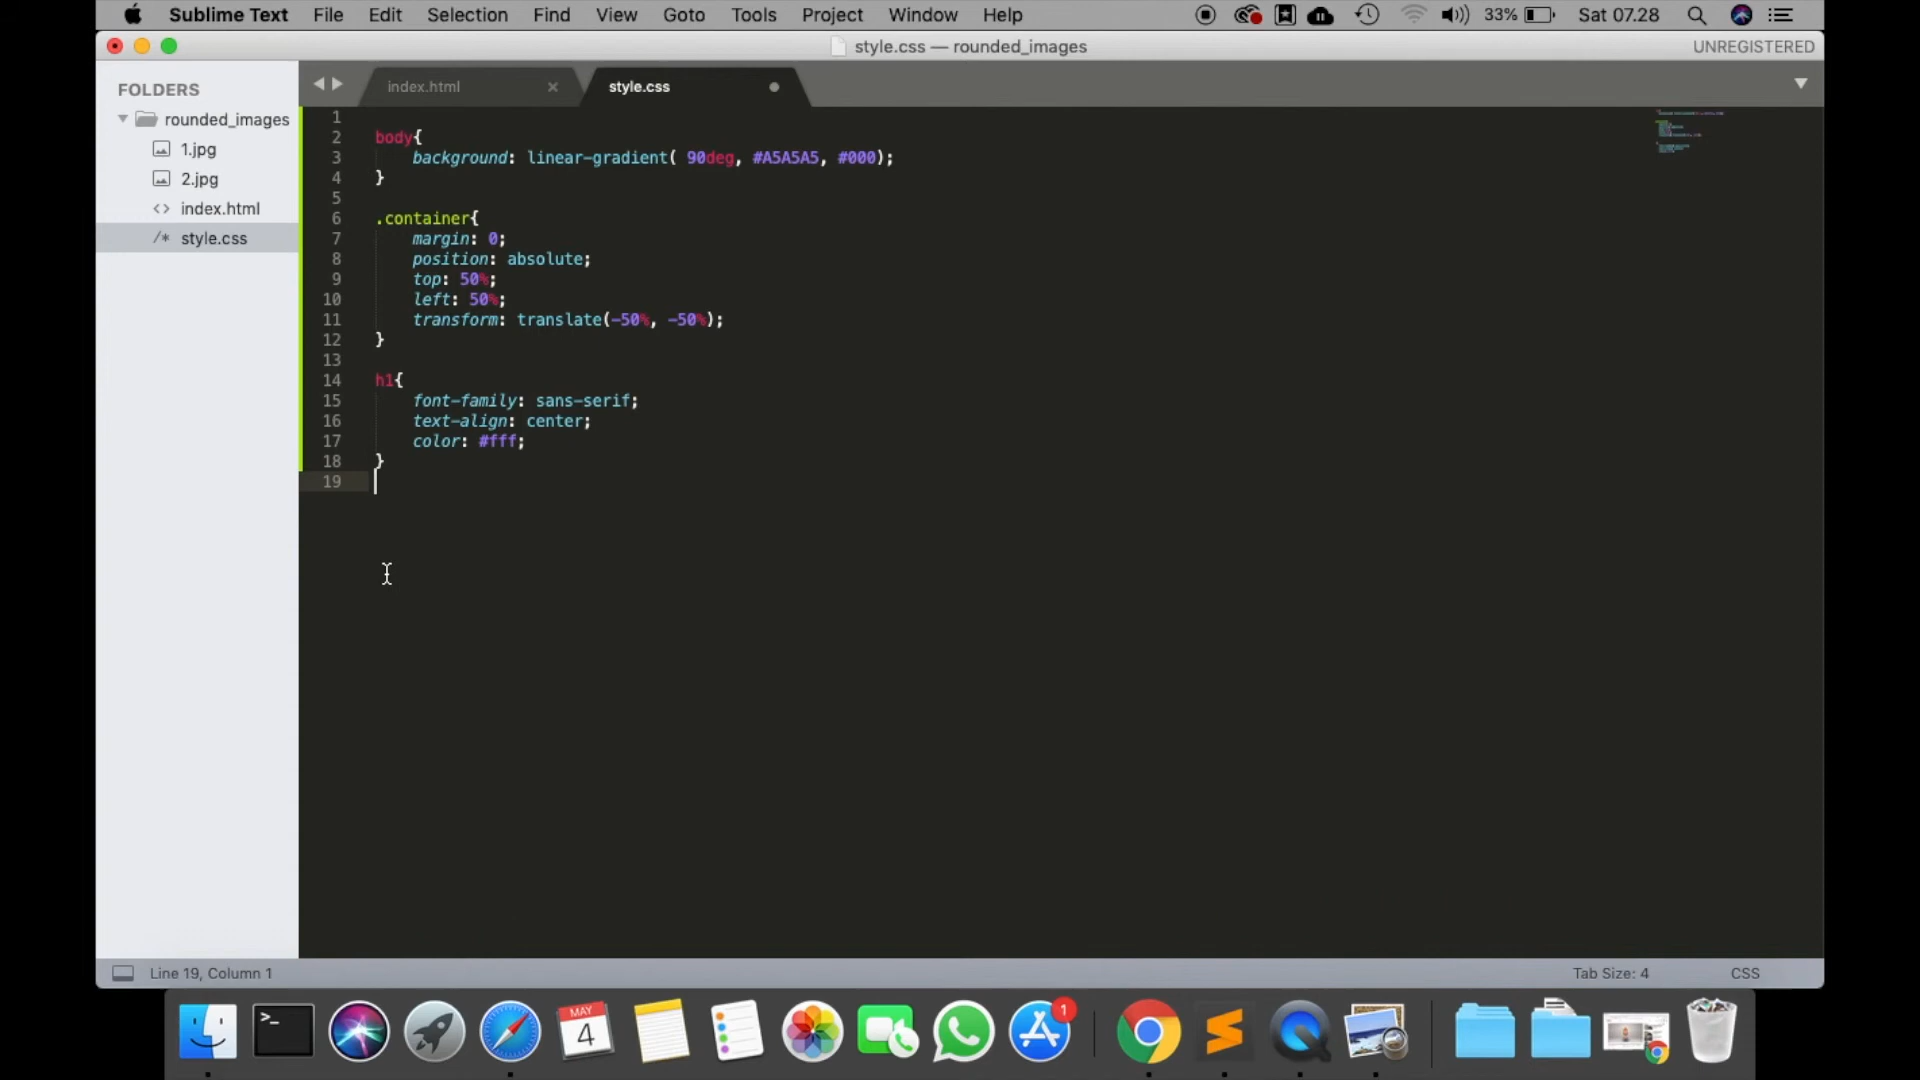 Sublime Text File Edit Selection Find View Goto Tools Project Window Help 33% Sat 07.28
style.css — rounded_images UNREGISTERED
FOLDERS
rounded_images
1.jpg
2.jpg
index.html
style.css
index.html × style.css
1
2 body{
3 background: linear-gradient( 90deg, #A5A5A5, #000);
4 }
5
6 .container{
7 margin: 0;
8 position: absolute;
9 top: 50%;
10 left: 50%;
11 transform: translate(-50%, -50%);
12 }
13
14 h1{
15 font-family: sans-serif;
16 text-align: center;
17 color: #fff;
18 }
19
Line 19, Column 1 Tab Size: 4 CSS
>_
MAY
4
1